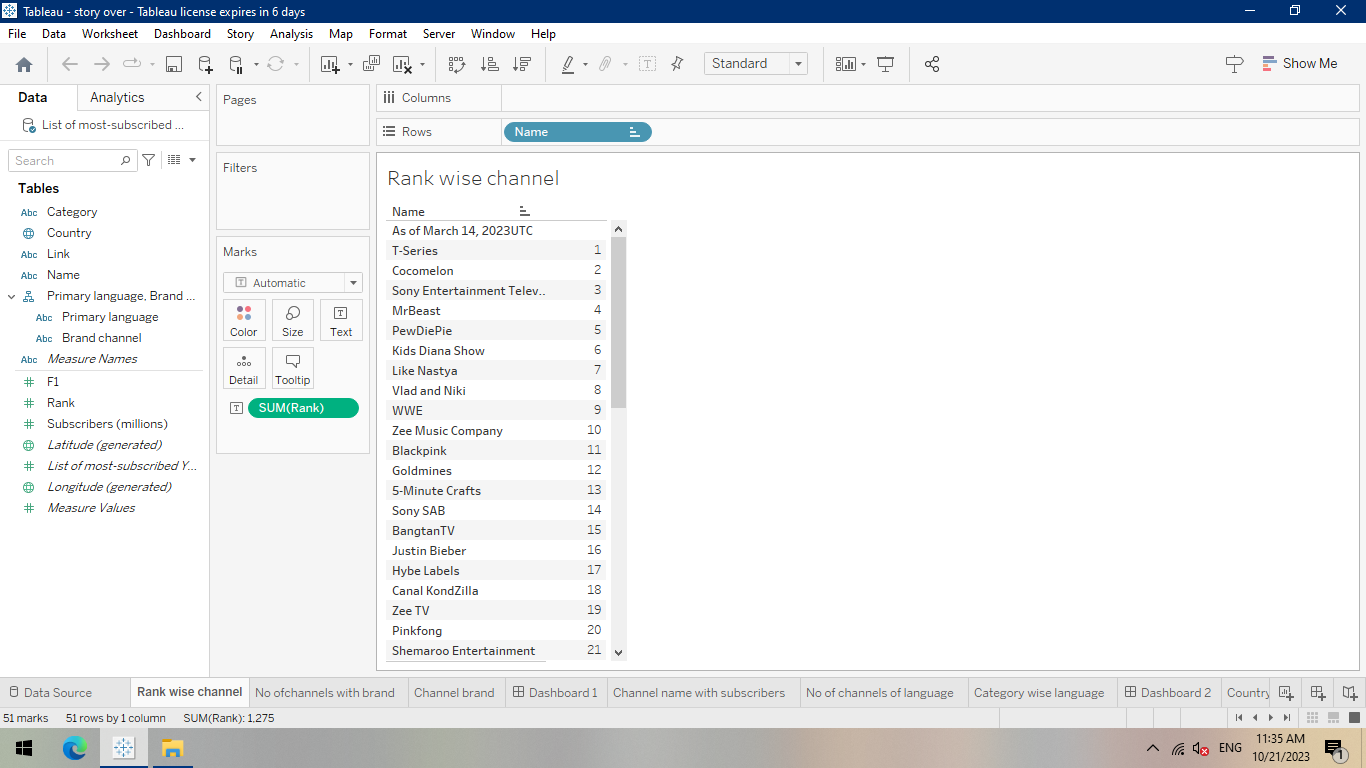 Tableau - story over - Tableau license expires in 6 days
File Data Worksheet Dashboard Story Analysis Map Format Server Window Help
Standard
Show Me
Data Analytics
List of most-subscribed ...
Search
Tables
Abc Category
Country
Abc Link
Abc Name
Primary language, Brand ...
Abc Primary language
Abc Brand channel
Abc Measure Names
F1
Rank
Subscribers (millions)
Latitude (generated)
List of most-subscribed Y...
Longitude (generated)
Measure Values
Pages
Filters
Marks
Automatic
Color Size Text
Detail Tooltip
SUM(Rank)
Columns
Rows Name
Rank wise channel
Name
As of March 14, 2023UTC
T-Series 1
Cocomelon 2
Sony Entertainment Telev.. 3
MrBeast 4
PewDiePie 5
Kids Diana Show 6
Like Nastya 7
Vlad and Niki 8
WWE 9
Zee Music Company 10
Blackpink 11
Goldmines 12
5-Minute Crafts 13
Sony SAB 14
BangtanTV 15
Justin Bieber 16
Hybe Labels 17
Canal KondZilla 18
Zee TV 19
Pinkfong 20
Shemaroo Entertainment 21
Data Source Rank wise channel No ofchannels with brand Channel brand Dashboard 1 Channel name with subscribers No of channels of language Category wise language Dashboard 2 Country
51 marks 51 rows by 1 column SUM(Rank): 1,275
ENG
11:35 AM
10/21/2023
1